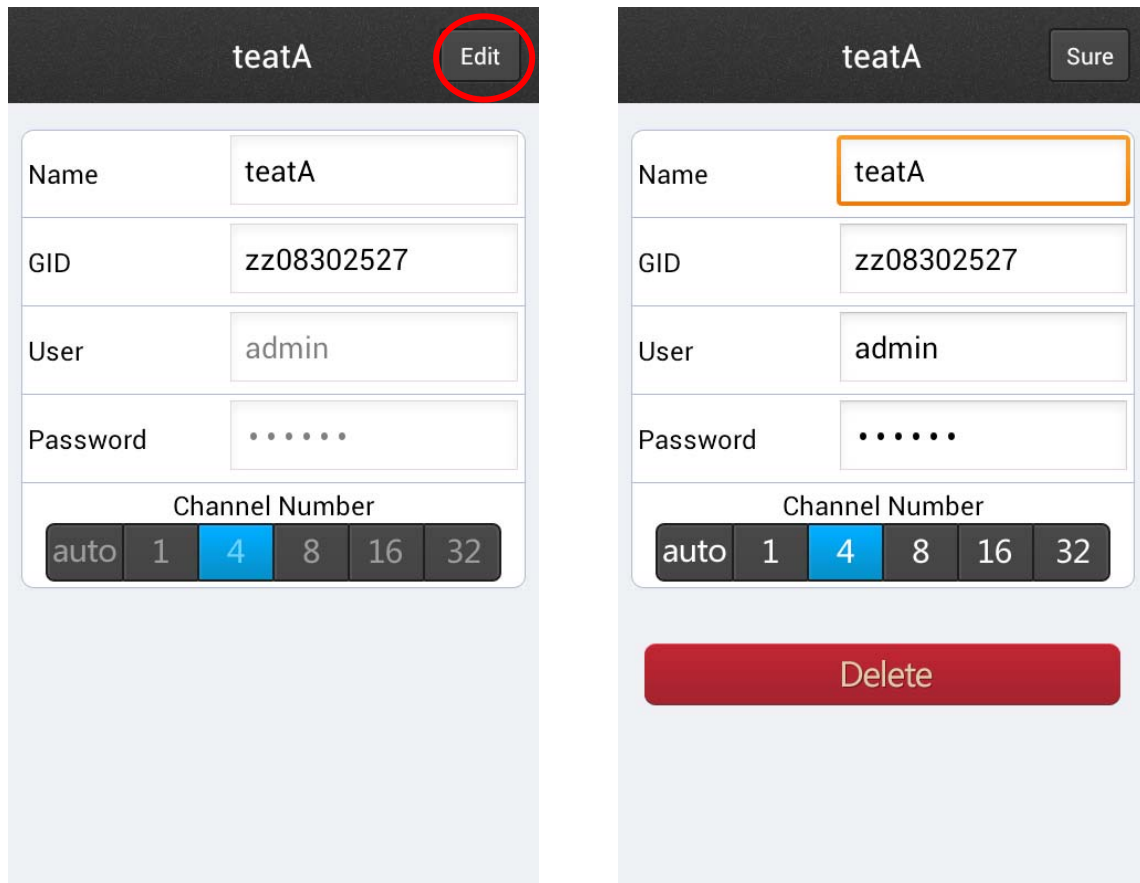 teatA Edit
Name teatA
GID zz08302527
User admin
Password ••••••
Channel Number
auto 1 4 8 16 32
teatA Sure
Name teatA
GID zz08302527
User admin
Password ••••••
Channel Number
auto 1 4 8 16 32
Delete